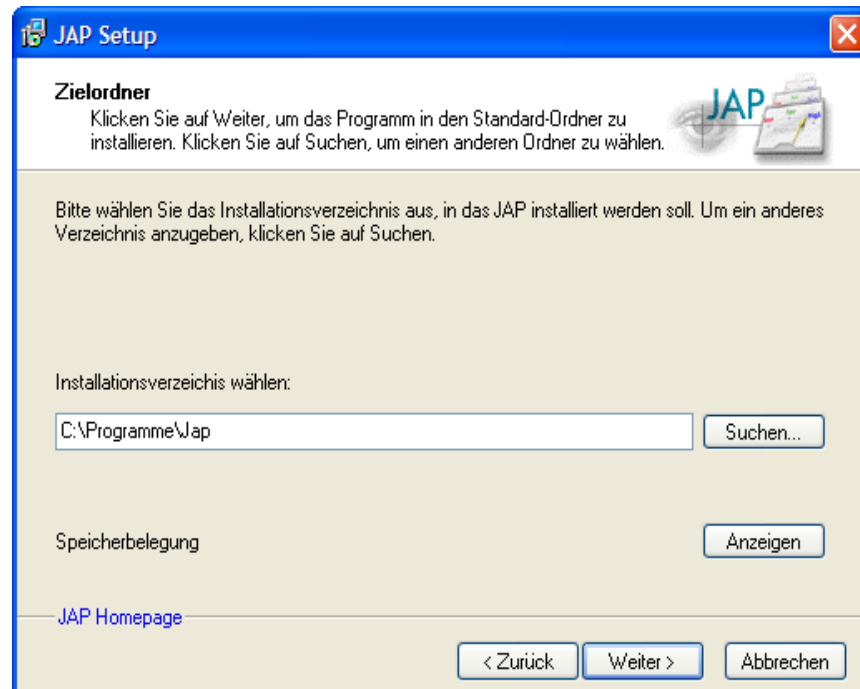 JAP Setup
Zielordner
Klicken Sie auf Weiter, um das Programm in den Standard-Ordner zu
installieren. Klicken Sie auf Suchen, um einen anderen Ordner zu wählen.
JAP
Bitte wählen Sie das Installationsverzeichnis aus, in das JAP installiert werden soll. Um ein anderes
Verzeichnis anzugeben, klicken Sie auf Suchen.
Installationsverzeichis wählen:
C:\Programme\Jap
Suchen...
Speicherbelegung
Anzeigen
JAP Homepage
< Zurück
Weiter >
Abbrechen